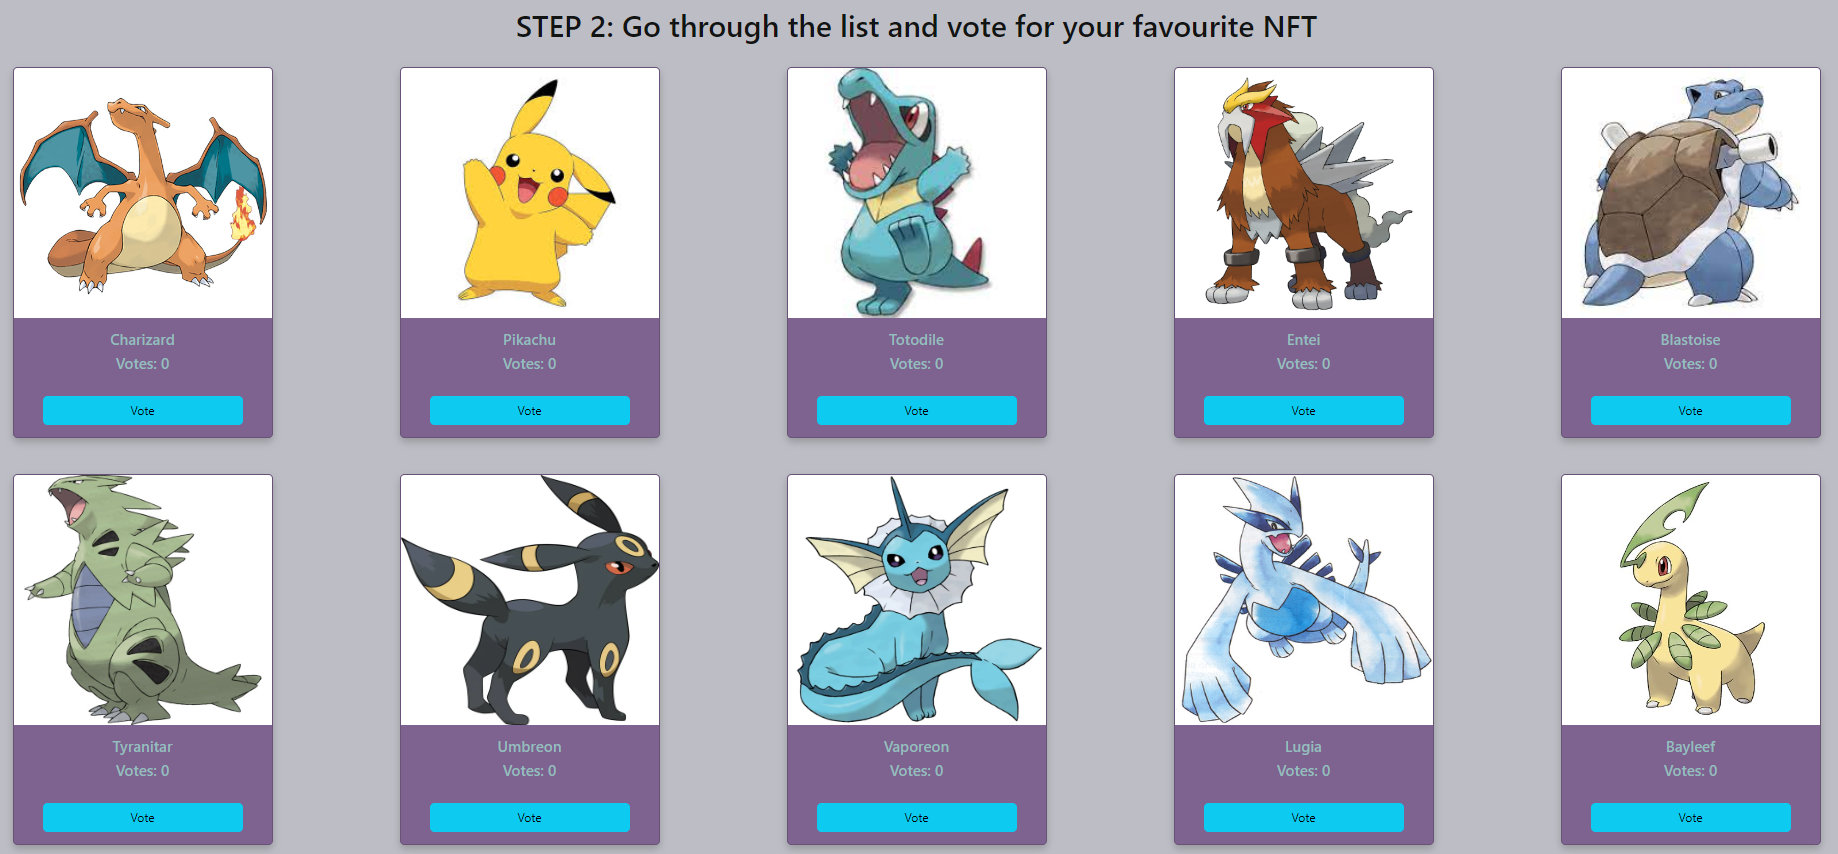 STEP 2: Go through the list and vote for your favourite NFT
Charizard
Votes: 0
Vote
Pikachu
Votes: 0
Vote
Totodile
Votes: 0
Vote
Entei
Votes: 0
Vote
Blastoise
Votes: 0
Vote
Tyranitar
Votes: 0
Vote
Umbreon
Votes: 0
Vote
Vaporeon
Votes: 0
Vote
Lugia
Votes: 0
Vote
Bayleef
Votes: 0
Vote